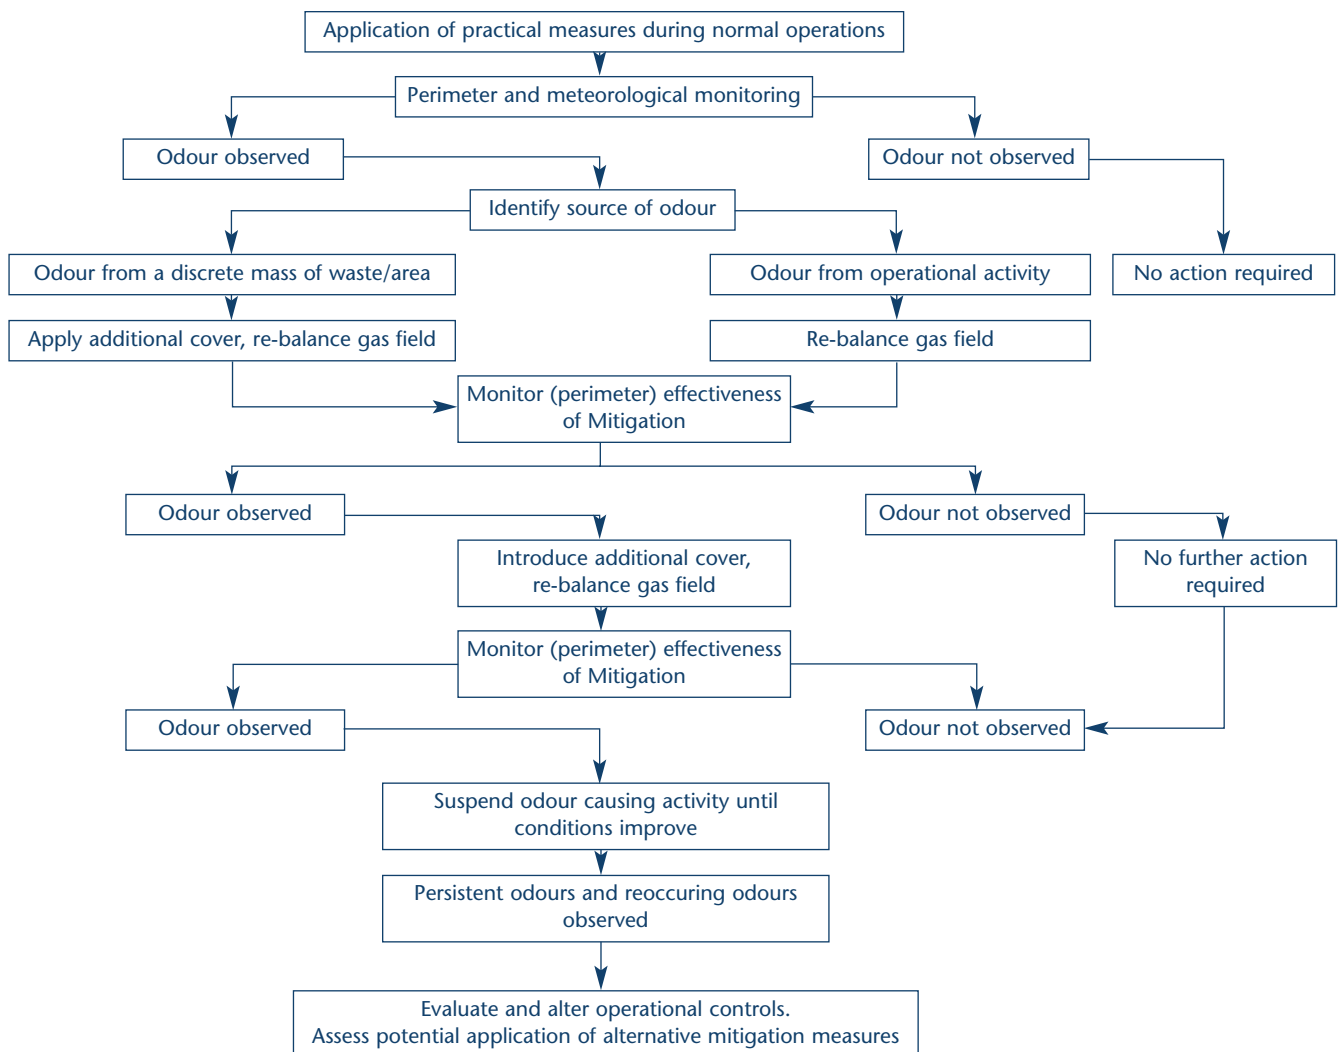 Application of practical measures during normal operations
Perimeter and meteorological monitoring
Odour observed
Odour not observed
Identify source of odour
Odour from a discrete mass of waste/area
Odour from operational activity
No action required
Apply additional cover, re-balance gas field
Re-balance gas field
Monitor (perimeter) effectiveness
of Mitigation
Odour observed
Odour not observed
Introduce additional cover,
re-balance gas field
No further action
required
Monitor (perimeter) effectiveness
of Mitigation
Odour observed
Odour not observed
Suspend odour causing activity until
conditions improve
Persistent odours and reoccuring odours
observed
Evaluate and alter operational controls.
Assess potential application of alternative mitigation measures